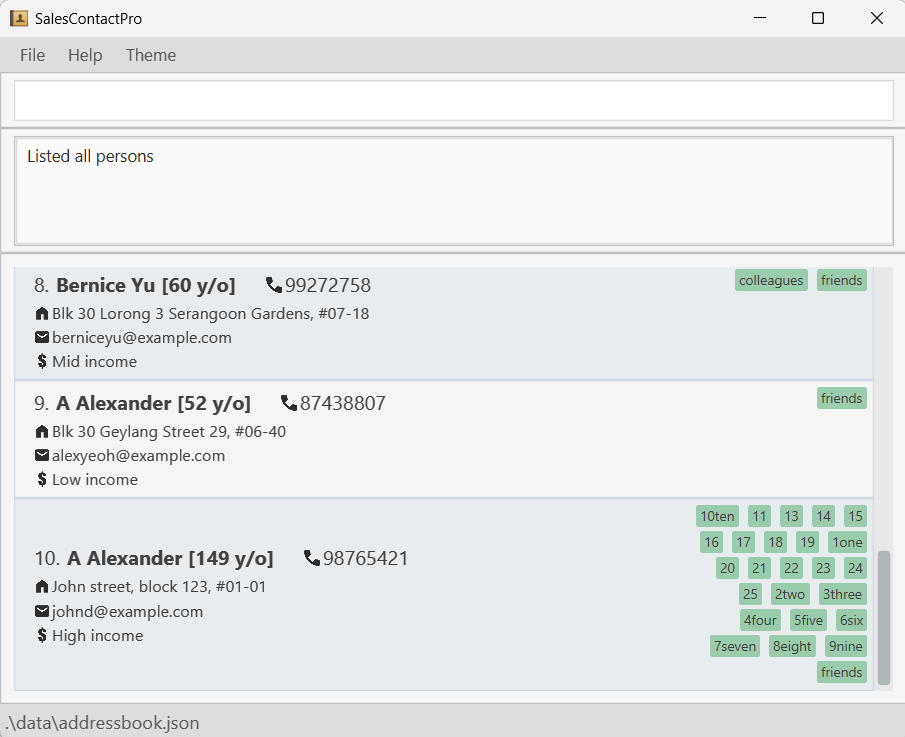 SalesContactPro
File Help Theme
Listed all persons
8. Bernice Yu [60 y/o] 99272758 colleagues friends
Blk 30 Lorong 3 Serangoon Gardens, #07-18
berniceyu@example.com
Mid income
9. A Alexander [52 y/o] 87438807 friends
Blk 30 Geylang Street 29, #06-40
alexyeoh@example.com
Low income
10. A Alexander [149 y/o] 98765421
John street, block 123, #01-01
johnd@example.com
High income
10ten 11 13 14 15
16 17 18 19 1one
20 21 22 23 24
25 2two 3three
4four 5five 6six
7seven 8eight 9nine
friends
.\data\addressbook.json